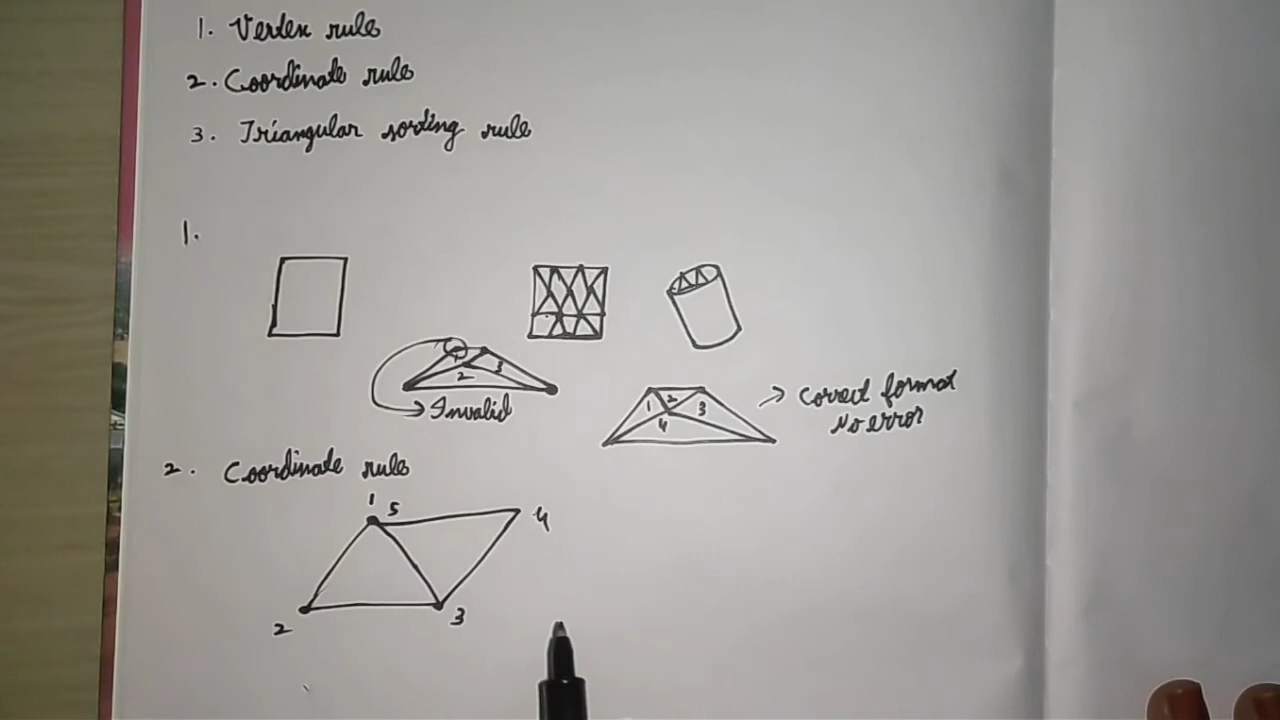 1. Vertex rule
2. Coordinate rule
3. Triangular sorting rule
1.
1 2 3
Invalid
1 2 3
4
Correct format
No error
2. Coordinate rule
1 5
4
2
3